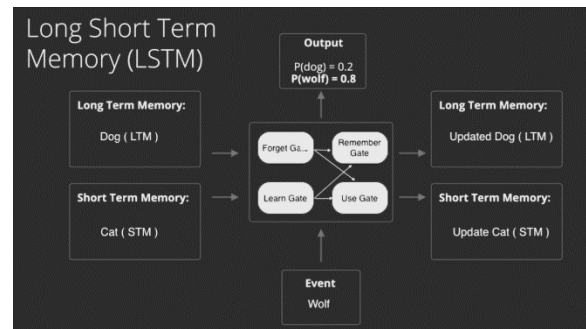 Long Short Term
Memory (LSTM)
Output
P(dog) = 0.2
P(wolf) = 0.8
Long Term Memory:
Dog ( LTM )
Short Term Memory:
Cat ( STM )
Forget Ga...
Remember
Gate
Learn Gate
Use Gate
Long Term Memory:
Updated Dog ( LTM )
Short Term Memory:
Update Cat ( STM )
Event
Wolf